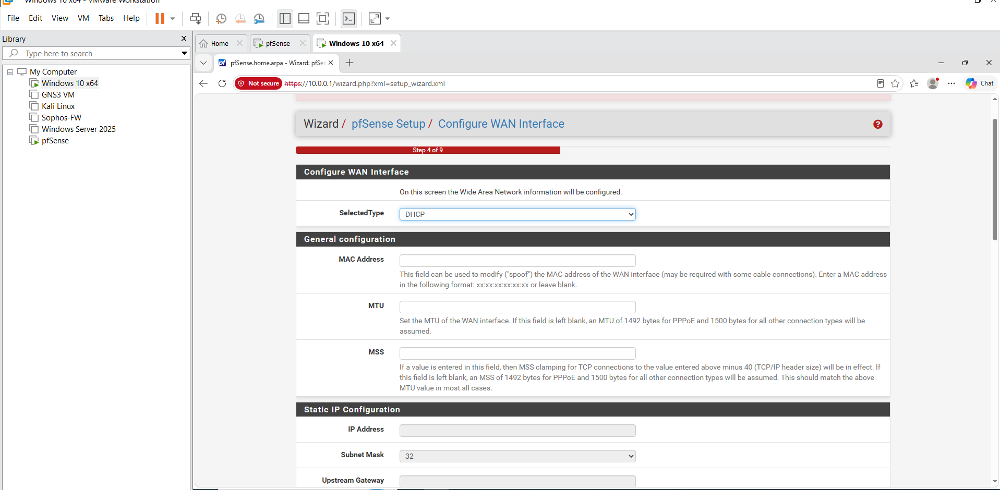 Windows 10 x64 - VMware Workstation
File Edit View VM Tabs Help
Library
Type here to search
My Computer
Windows 10 x64
GNS3 VM
Kali Linux
Sophos-FW
Windows Server 2025
pfSense
Home
pfSense
Windows 10 x64
pfSense.home.arpa - Wizard: pfSer
Not secure https://10.0.0.1/wizard.php?xml=setup_wizard.xml
Chat
Wizard / pfSense Setup / Configure WAN Interface
Step 4 of 9
Configure WAN Interface
On this screen the Wide Area Network information will be configured.
SelectedType DHCP
General configuration
MAC Address
This field can be used to modify ("spoof") the MAC address of the WAN interface (may be required with some cable connections). Enter a MAC address
in the following format: xx:xx:xx:xx:xx:xx or leave blank.
MTU
Set the MTU of the WAN interface. If this field is left blank, an MTU of 1492 bytes for PPPoE and 1500 bytes for all other connection types will be
assumed.
MSS
If a value is entered in this field, then MSS clamping for TCP connections to the value entered above minus 40 (TCP/IP header size) will be in effect. If
this field is left blank, an MSS of 1492 bytes for PPPoE and 1500 bytes for all other connection types will be assumed. This should match the above
MTU value in most all cases.
Static IP Configuration
IP Address
Subnet Mask 32
Upstream Gateway